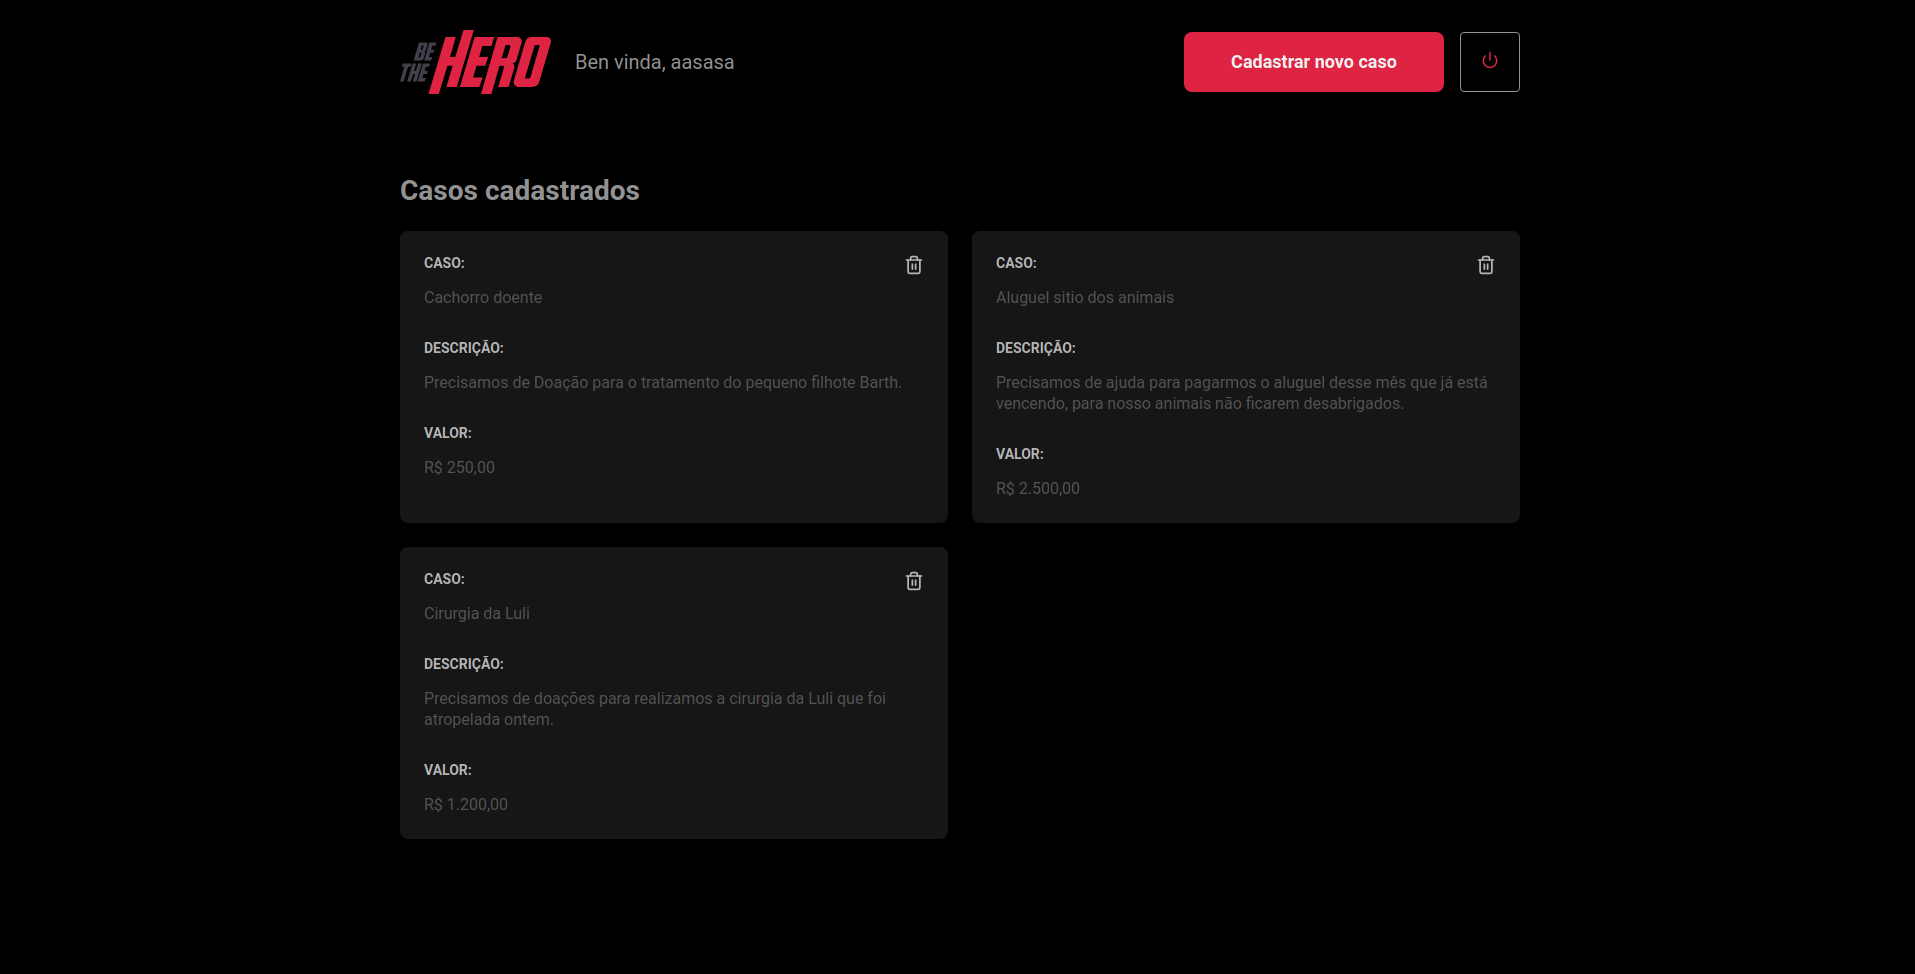 BE THE HERO
Ben vinda, aasasa
Cadastrar novo caso
Casos cadastrados
CASO:
Cachorro doente
DESCRIÇÃO:
Precisamos de Doação para o tratamento do pequeno filhote Barth.
VALOR:
R$ 250,00
CASO:
Aluguel sitio dos animais
DESCRIÇÃO:
Precisamos de ajuda para pagarmos o aluguel desse mês que já está
vencendo, para nosso animais não ficarem desabrigados.
VALOR:
R$ 2.500,00
CASO:
Cirurgia da Luli
DESCRIÇÃO:
Precisamos de doações para realizamos a cirurgia da Luli que foi
atropelada ontem.
VALOR:
R$ 1.200,00